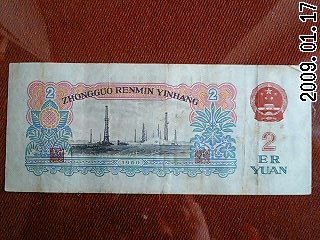 ZHONGGUO RENMIN YINHANG
2
2
ER
YUAN
1960
2009.01.17